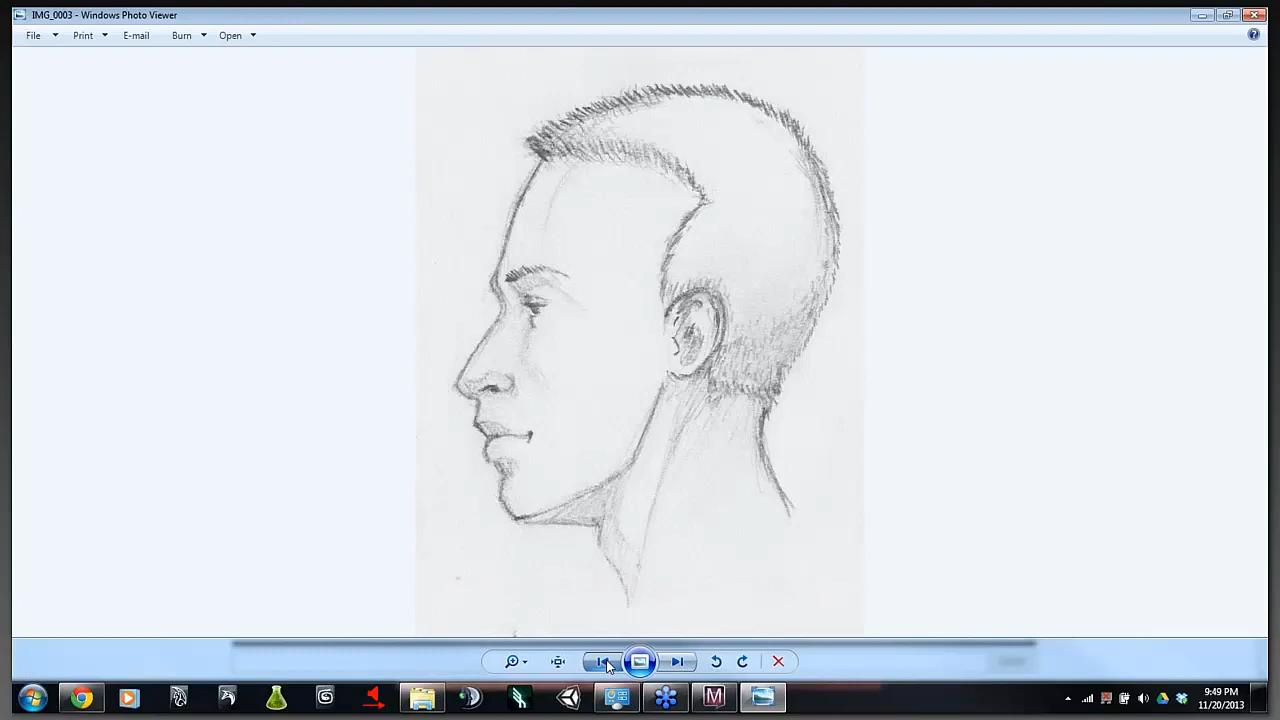 IMG_0003 - Windows Photo Viewer
File Print E-mail Burn Open
9:49 PM
11/20/2013